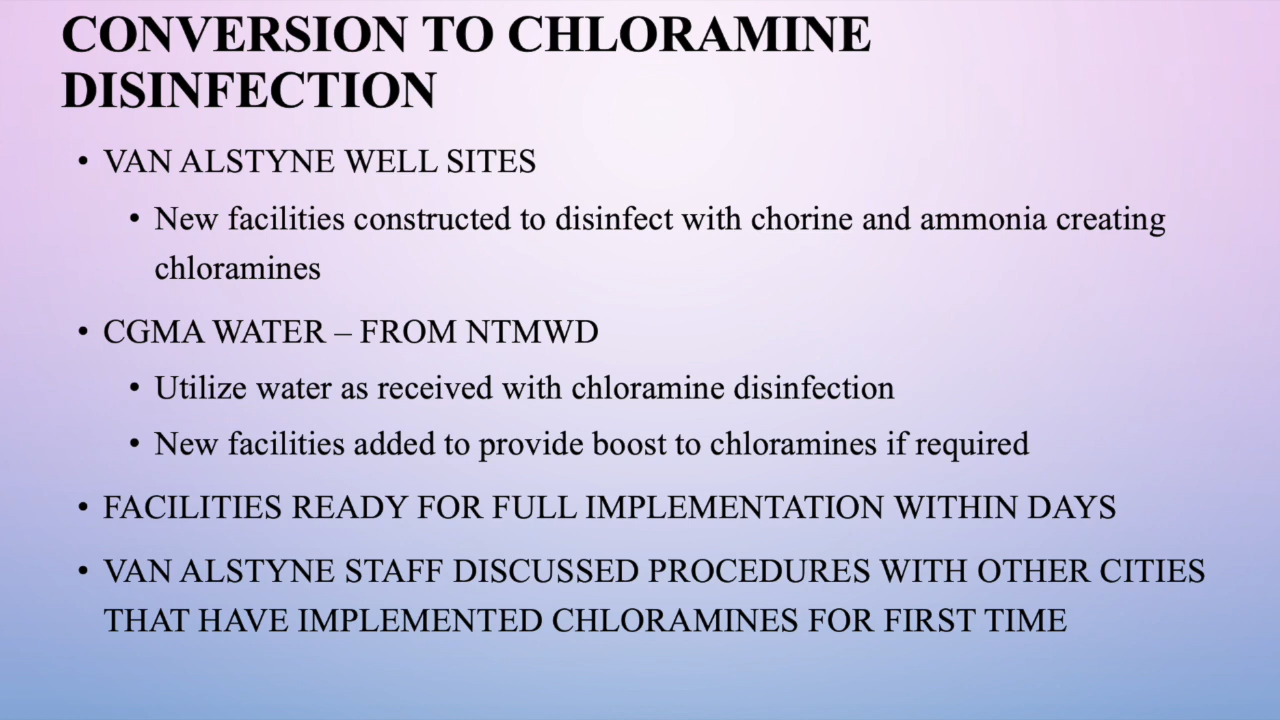 CONVERSION TO CHLORAMINE
DISINFECTION
• VAN ALSTYNE WELL SITES
• New facilities constructed to disinfect with chorine and ammonia creating
chloramines
• CGMA WATER – FROM NTMWD
• Utilize water as received with chloramine disinfection
• New facilities added to provide boost to chloramines if required
• FACILITIES READY FOR FULL IMPLEMENTATION WITHIN DAYS
• VAN ALSTYNE STAFF DISCUSSED PROCEDURES WITH OTHER CITIES
THAT HAVE IMPLEMENTED CHLORAMINES FOR FIRST TIME